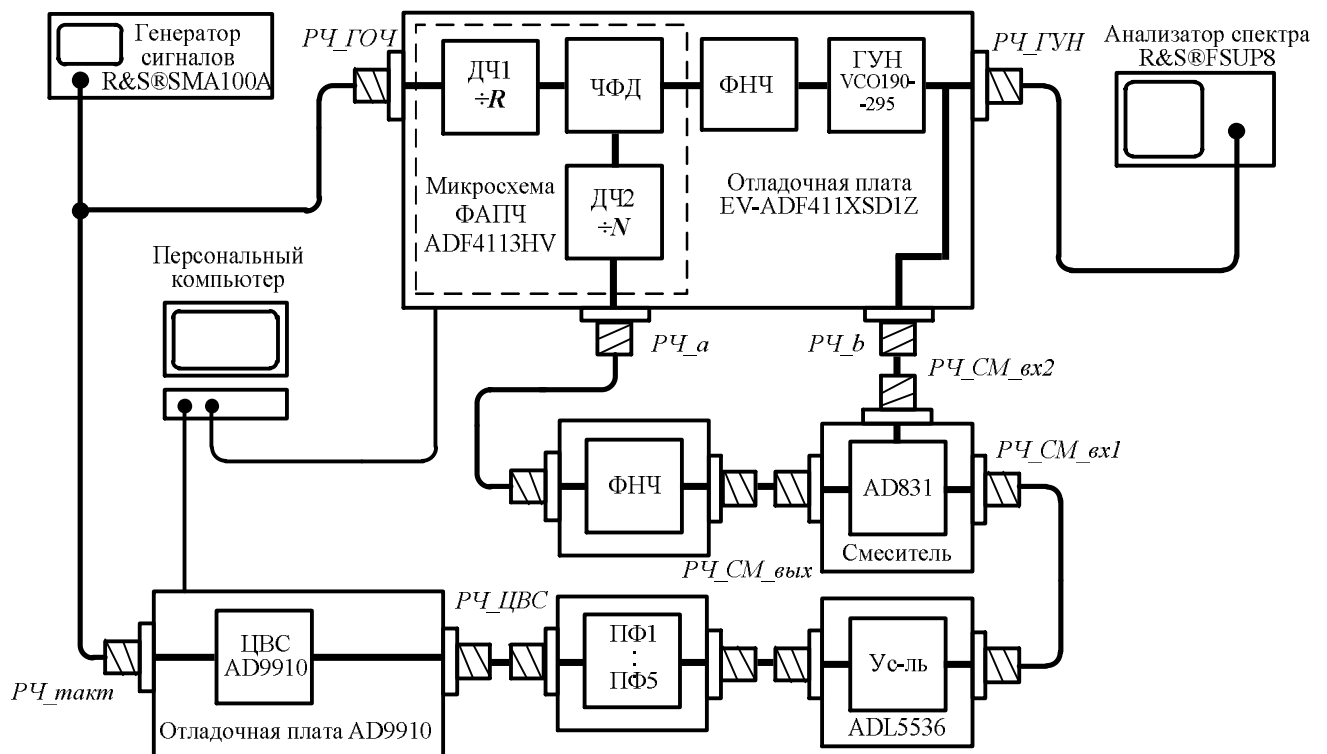 Генератор
сигналов
R&S®SMA100A
РЧ_ГОЧ
ДЧ1
÷R
ЧФД
ФНЧ
ГУН
VCO190-
-295
РЧ_ГУН
Анализатор спектра
R&S®FSUP8
Микросхема
ФАПЧ
ADF4113HV
ДЧ2
÷N
Отладочная плата
EV-ADF411XSD1Z
Персональный
компьютер
РЧ_a
РЧ_b
РЧ_СМ_вх2
ФНЧ
AD831
Смеситель
РЧ_СМ_вх1
РЧ_СМ_вых
РЧ_ЦВС
ЦВС
AD9910
РЧ_такт
Отладочная плата AD9910
ПФ1
:
ПФ5
Ус-ль
ADL5536